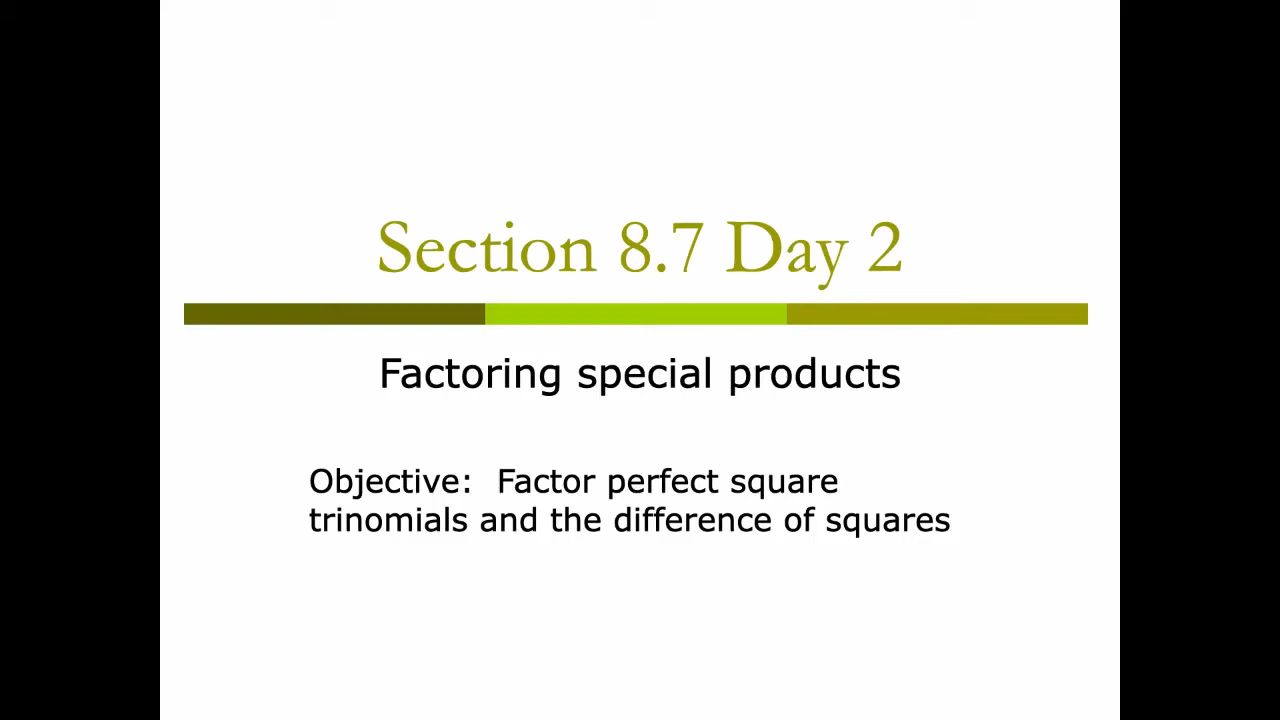 Section 8.7 Day 2
Factoring special products
Objective:  Factor perfect square
trinomials and the difference of squares